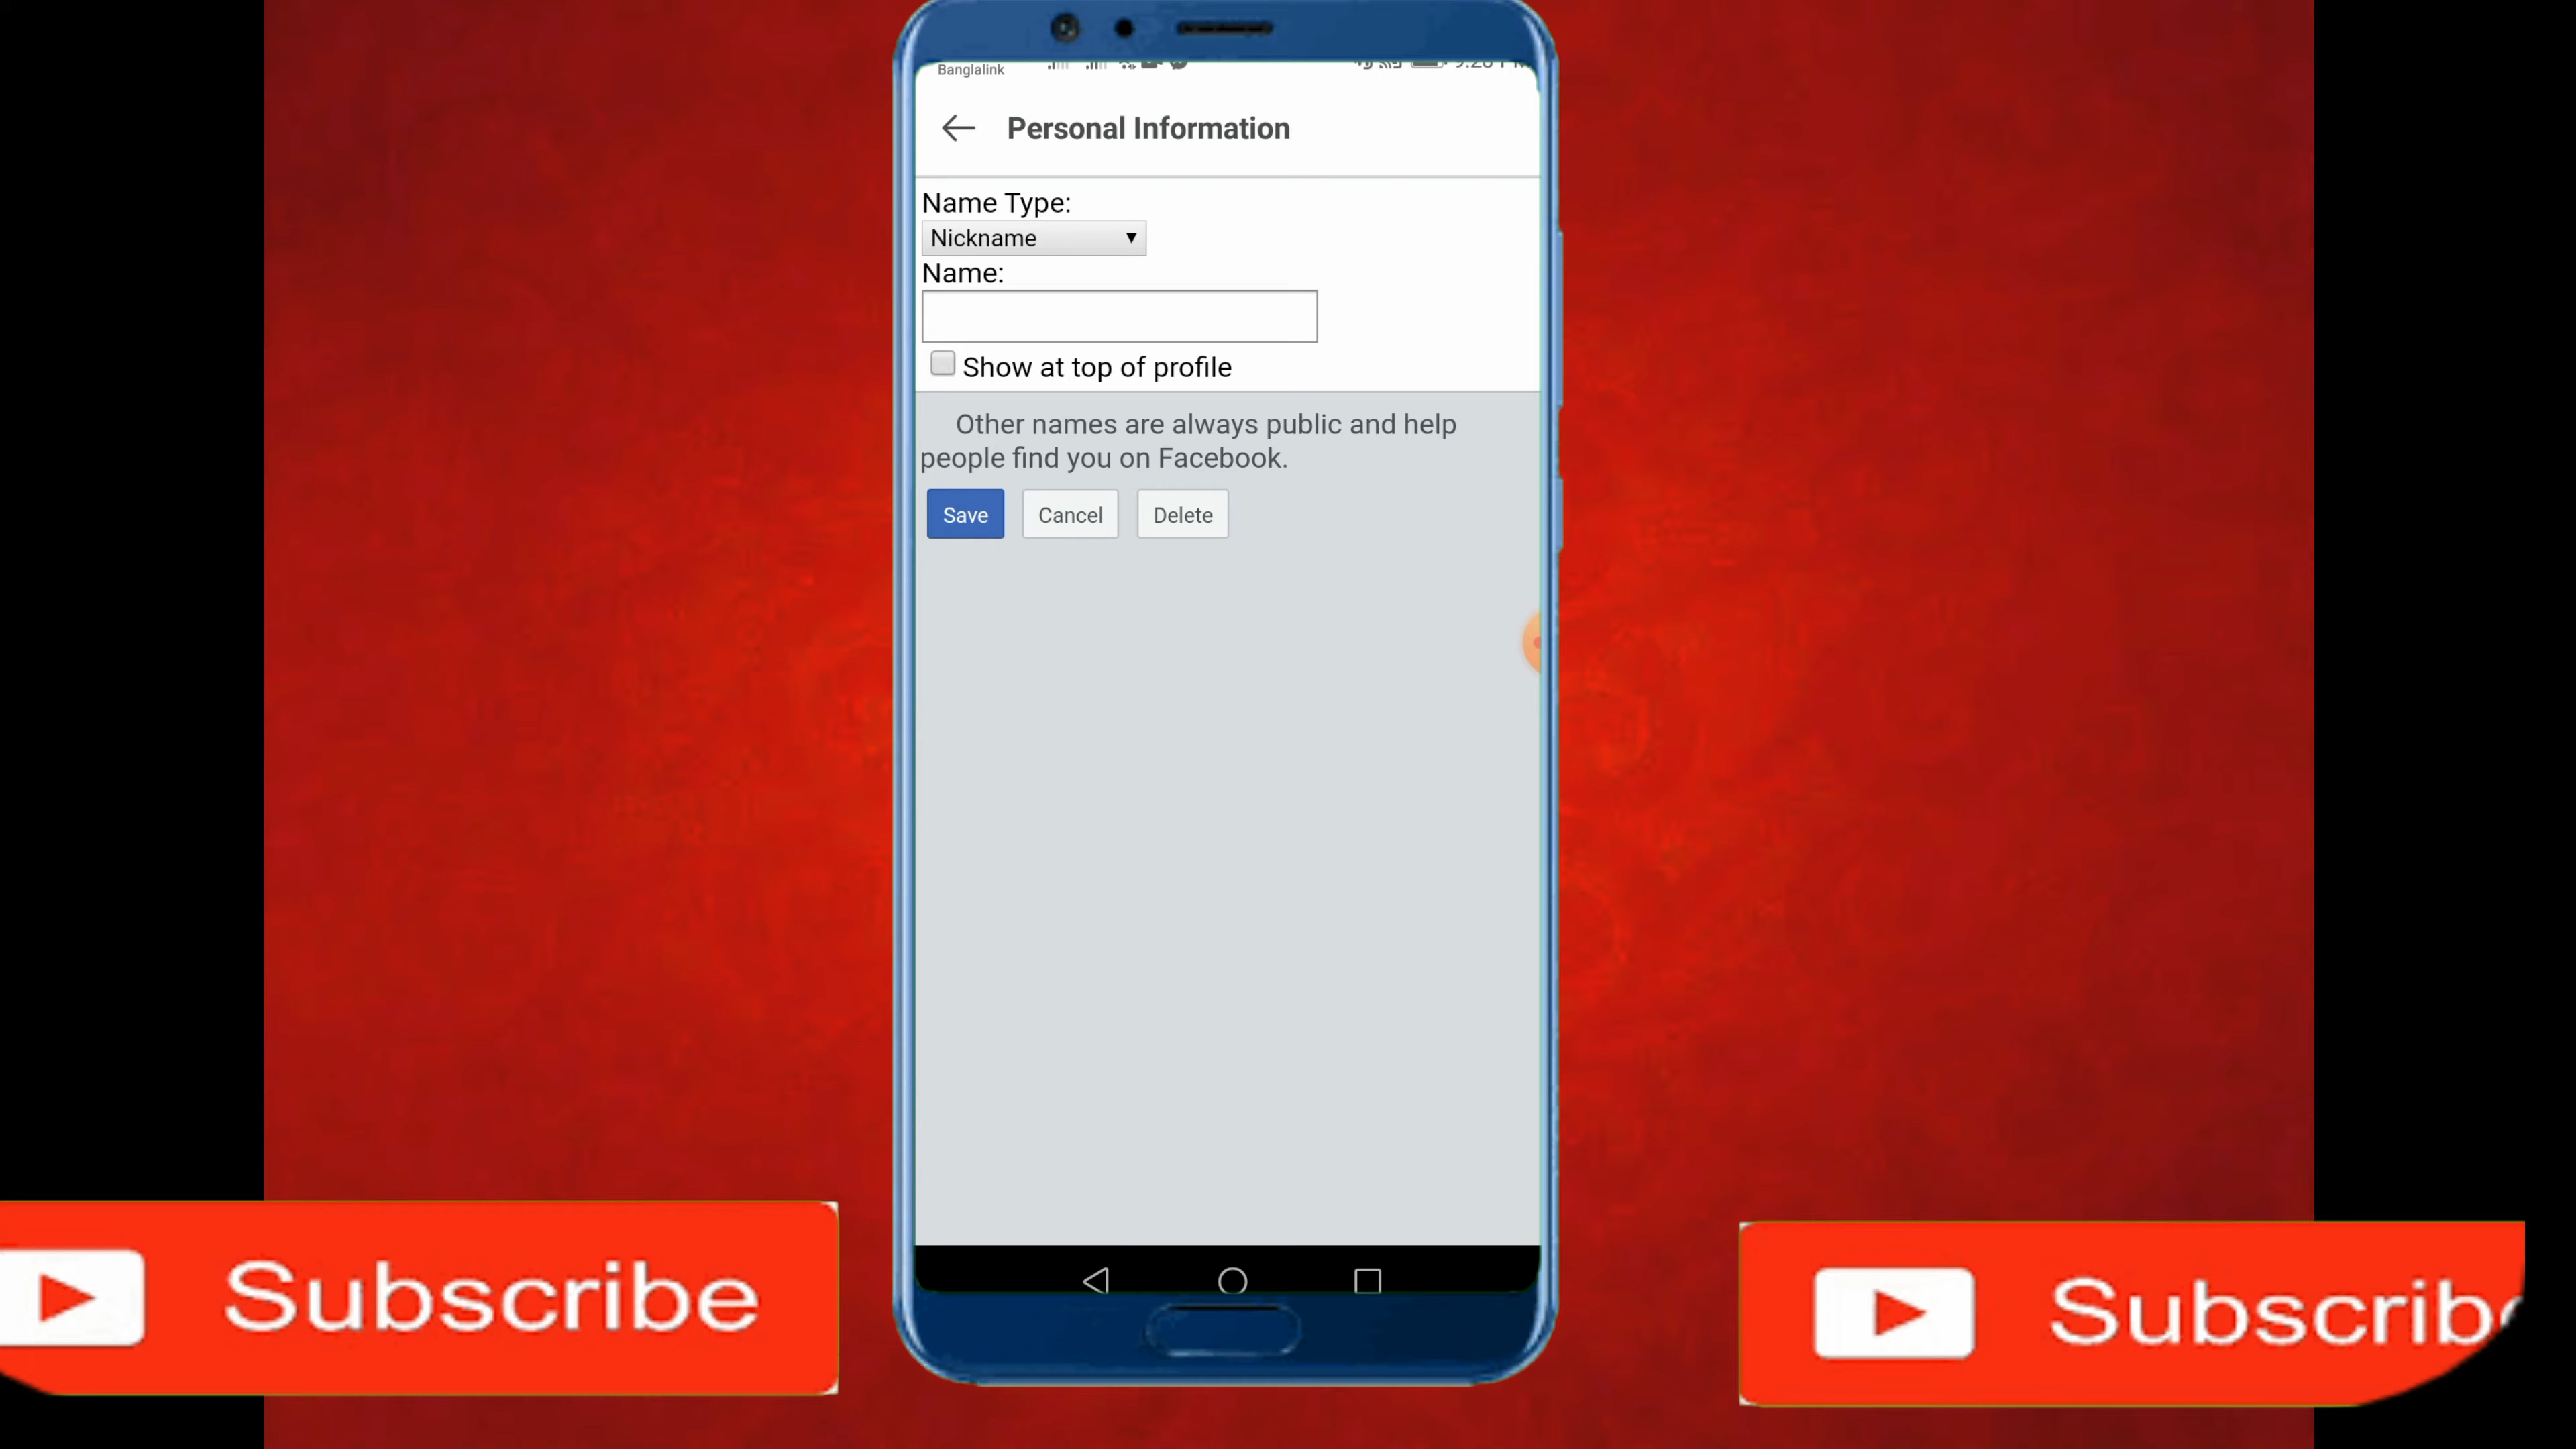 Banglalink
Personal Information
Name Type:
Nickname
Name:
Show at top of profile
Other names are always public and help
people find you on Facebook.
Save Cancel Delete
Subscribe
Subscrib